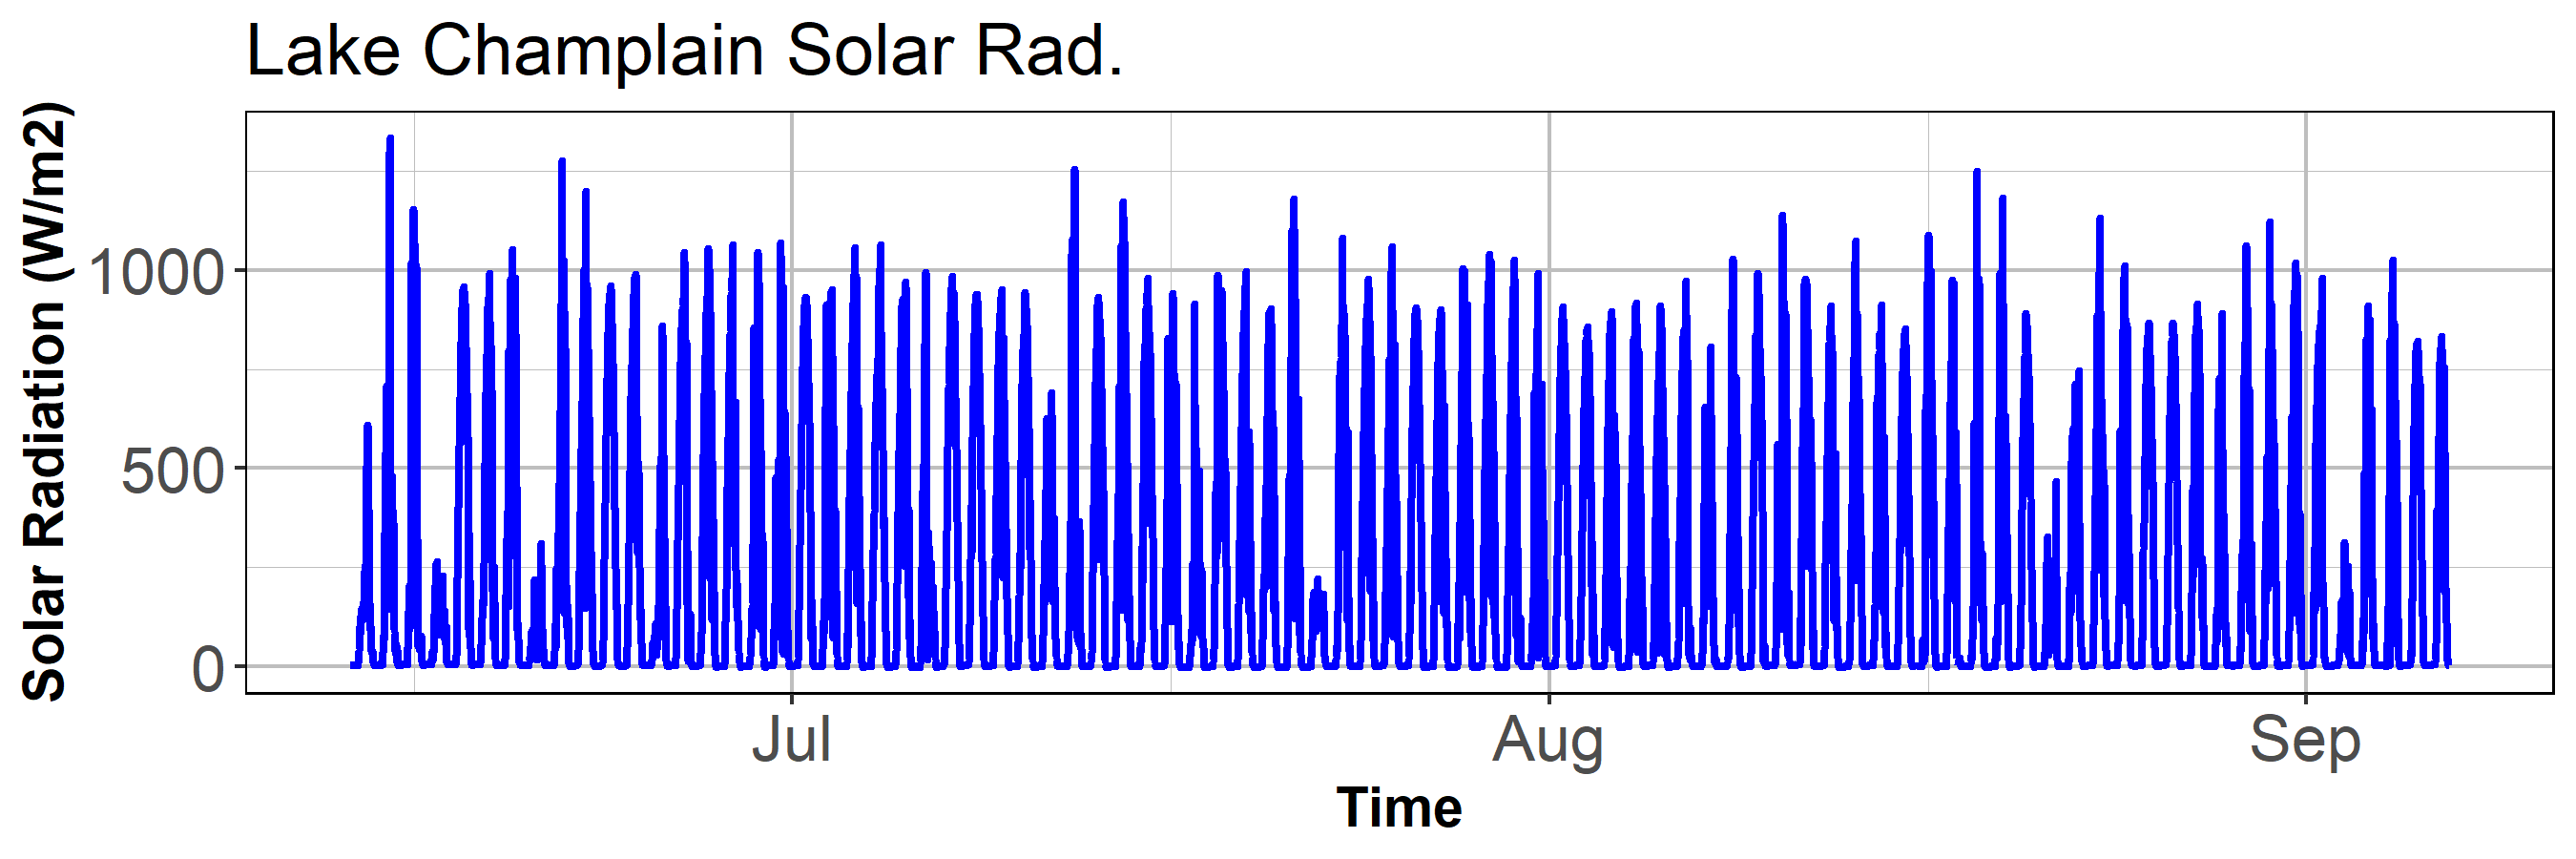 Lake Champlain Solar Rad.
Solar Radiation (W/m2)
1000
500
0
Jul
Aug
Sep
Time